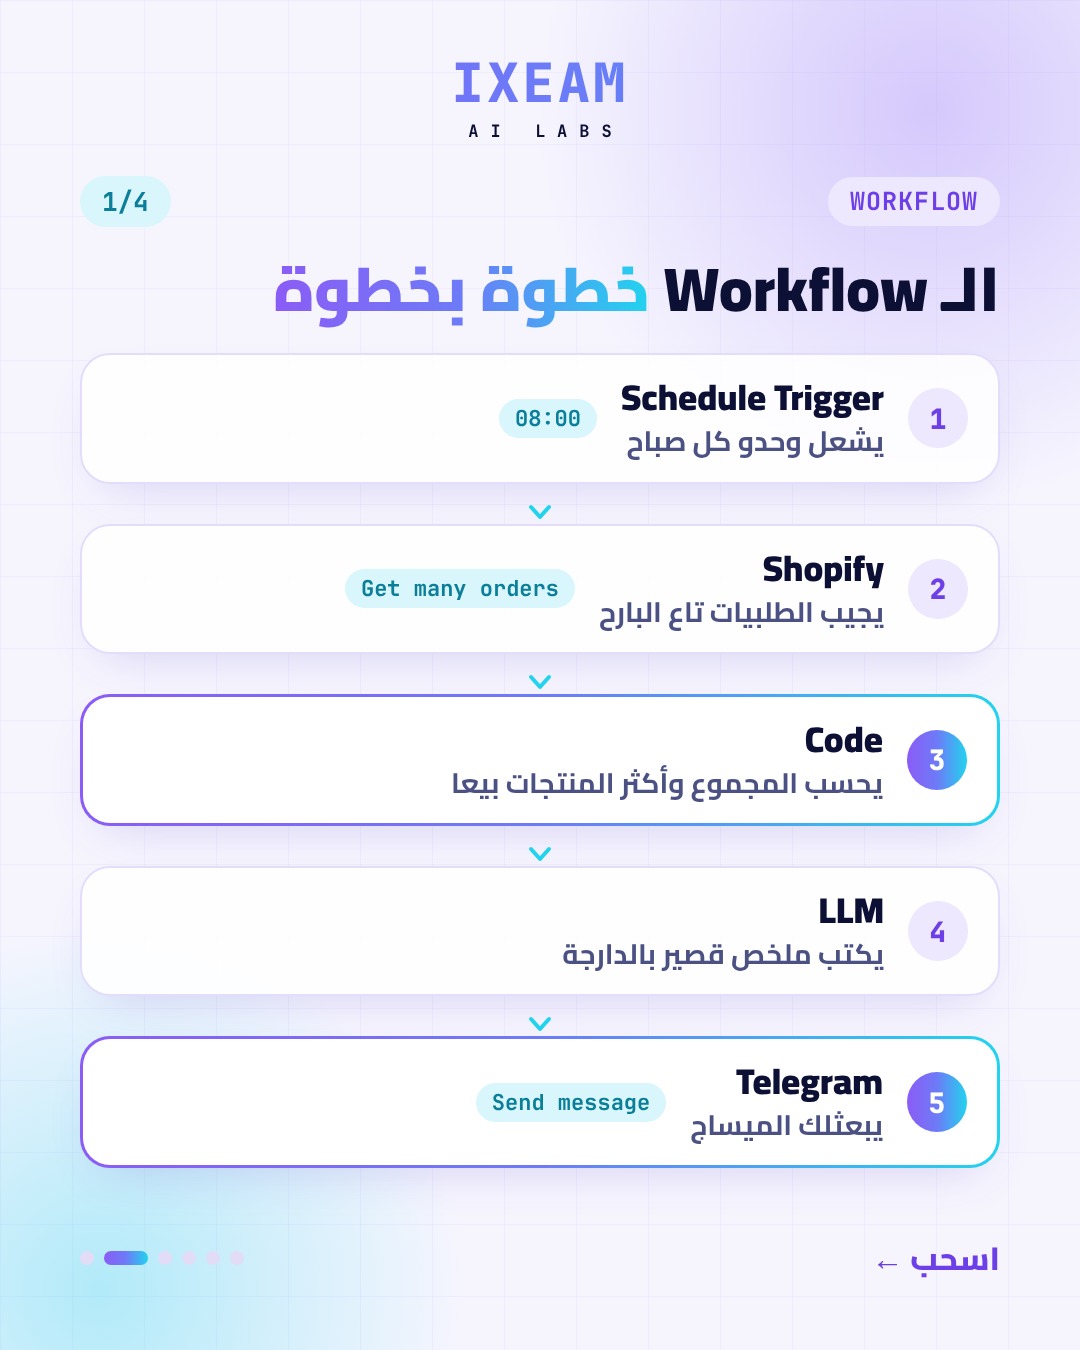 IXEAM
AI LABS
WORKFLOW
1/4
الـ Workflow خطوة بخطوة
1
Schedule Trigger
08:00
يشعل وحدو كل صباح
2
Shopify
Get many orders
يجيب الطلبيات تاع البارح
3
Code
يحسب المجموع وأكثر المنتجات بيعا
4
LLM
يكتب ملخص قصير بالدارجة
5
Telegram
Send message
يبعثلك الميساج
اسحب ←